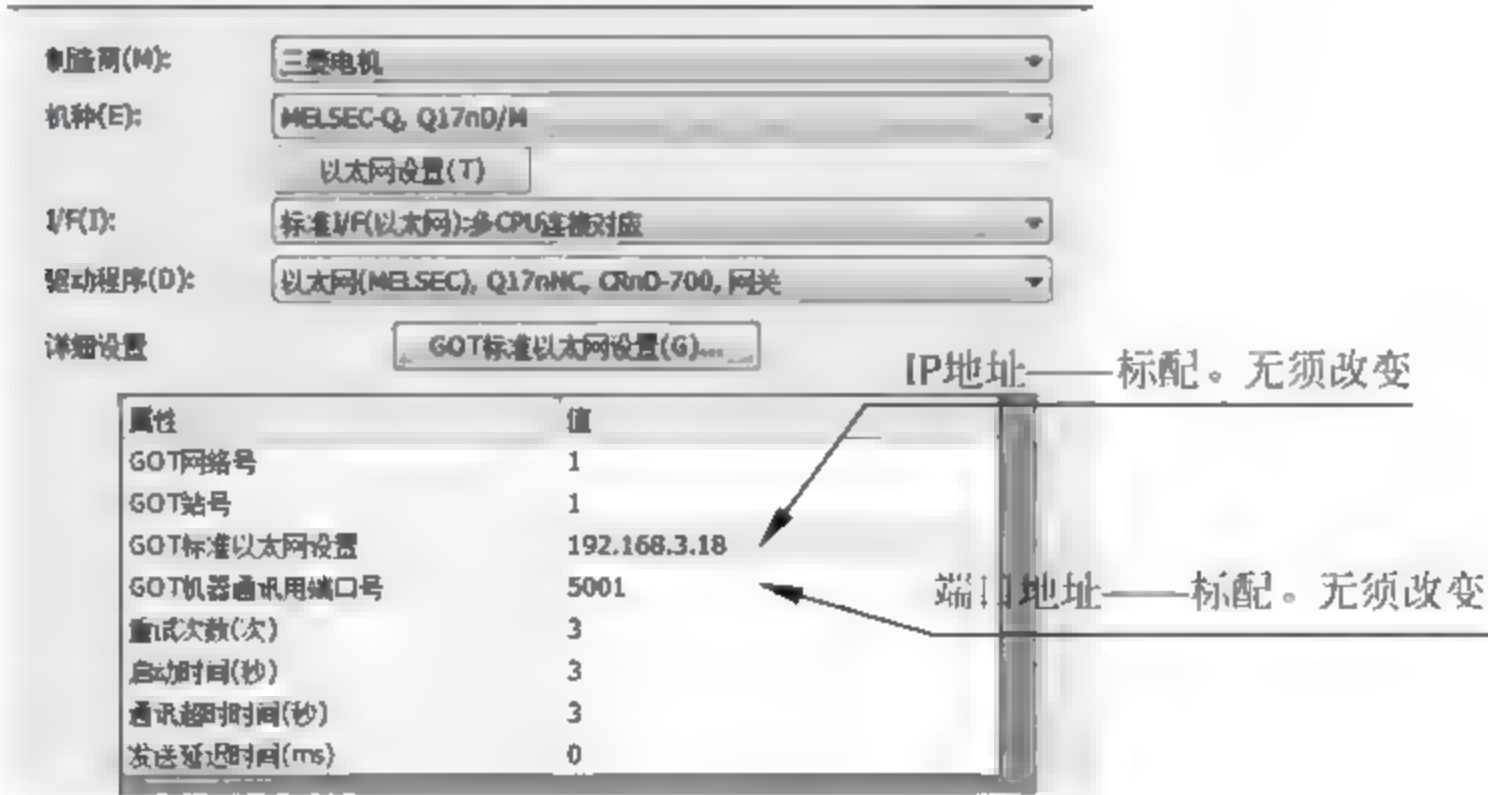 制造商(M): 三菱电机
机种(E): MELSEC-Q, Q17nD/M
以太网设置(T)
I/F(I): 标准I/F(以太网):多CPU连接对应
驱动程序(D): 以太网(MELSEC), Q17nNC, CRnD-700, 网关
详细设置 GOT标准以太网设置(G)...
IP地址——标配。无须改变
属性 值
GOT网络号 1
GOT站号 1
GOT标准以太网设置 192.168.3.18
GOT机器通讯用端口号 5001
端口地址——标配。无须改变
重试次数(次) 3
启动时间(秒) 3
通讯超时时间(秒) 3
发送延迟时间(ms) 0